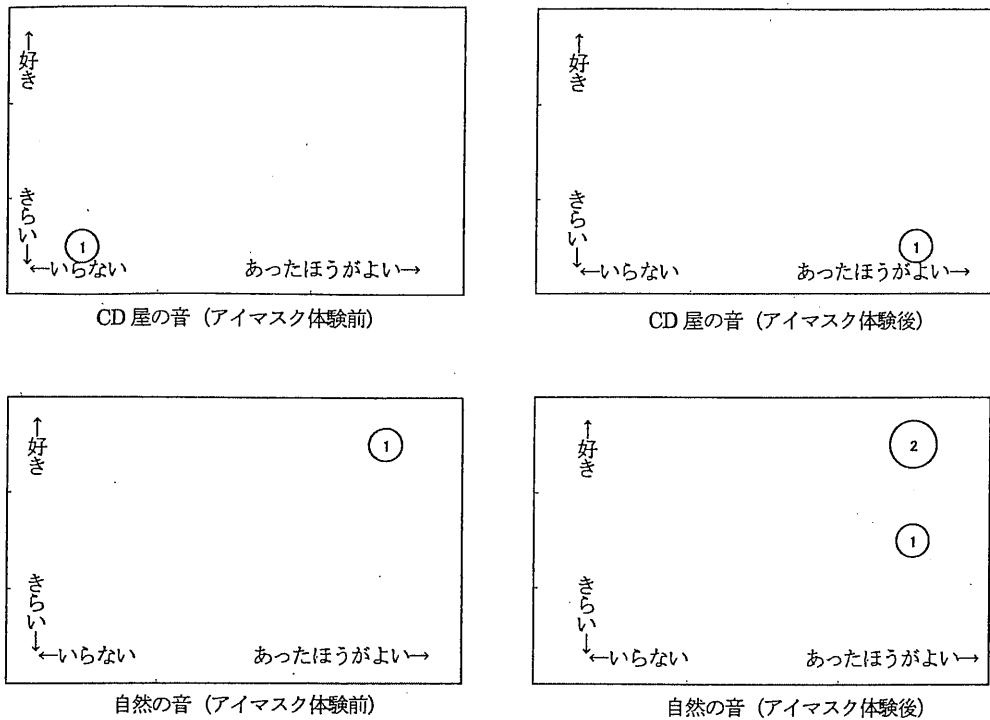 ↑好き
きらい↓
①
←いらない
あったほうがよい→
CD 屋の音（アイマスク体験前）
↑好き
きらい↓
①
←いらない
あったほうがよい→
CD 屋の音（アイマスク体験後）
↑好き
①
きらい↓
←いらない
あったほうがよい→
自然の音（アイマスク体験前）
↑好き
②
①
きらい↓
←いらない
あったほうがよい→
自然の音（アイマスク体験後）